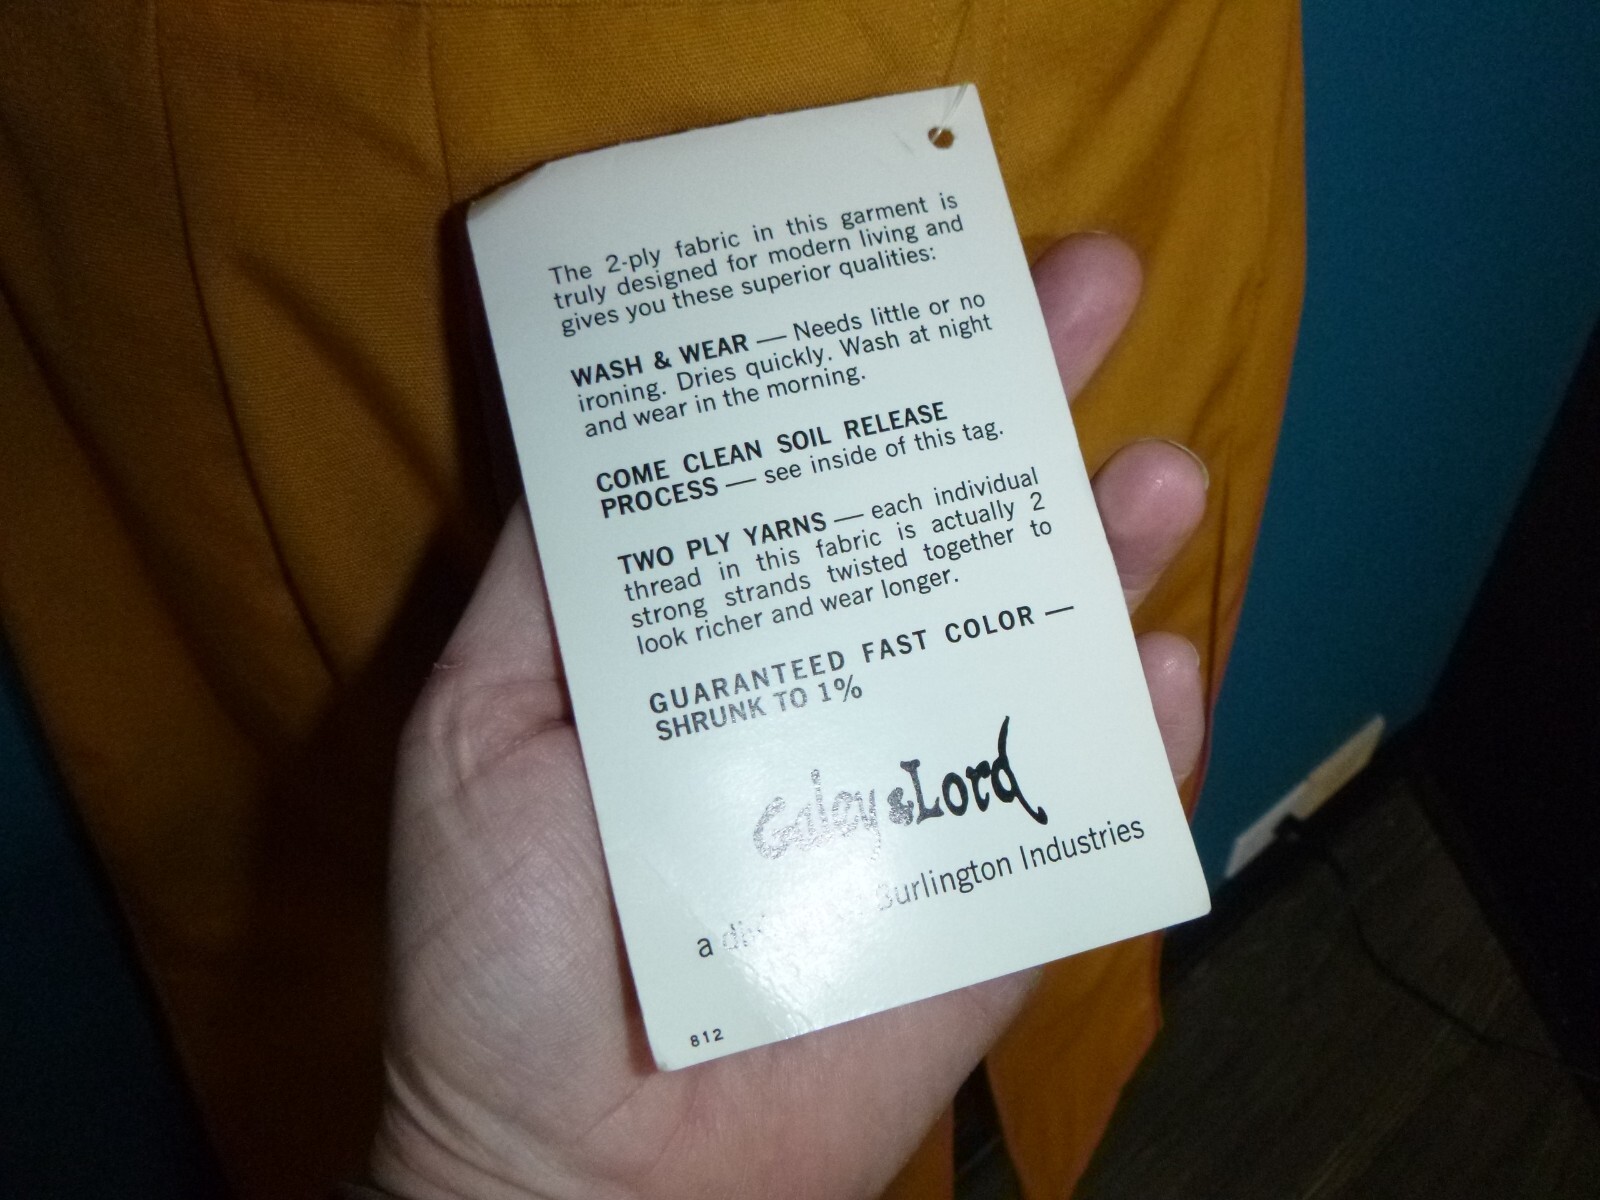 The 2-ply fabric in this garment is
truly designed for modern living and
gives you these superior qualities:
WASH & WEAR — Needs little or no
ironing. Dries quickly. Wash at night
and wear in the morning.
COME CLEAN SOIL RELEASE
PROCESS — see inside of this tag.
TWO PLY YARNS — each individual
thread in this fabric is actually 2
strong strands twisted together to
look richer and wear longer.
GUARANTEED FAST COLOR —
SHRUNK TO 1%
Galey & Lord
a Burlington Industries
812